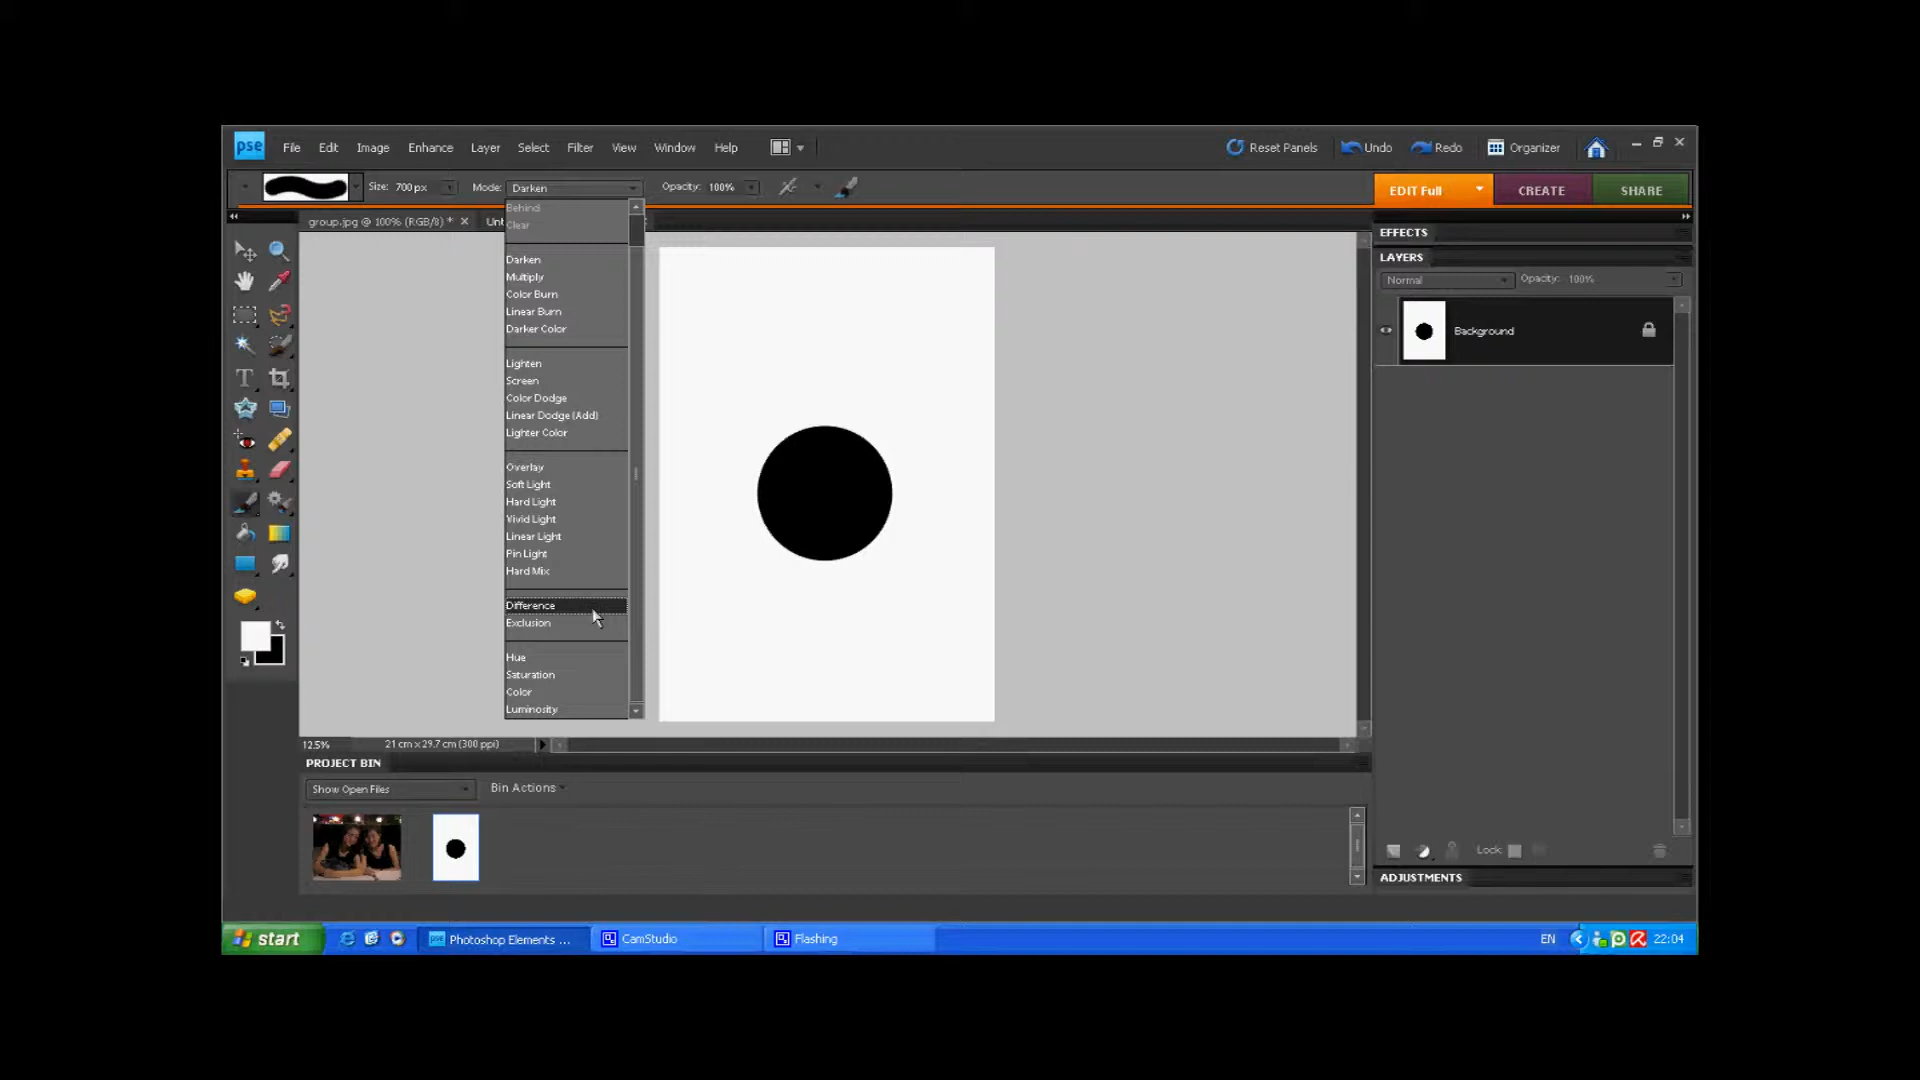 pse File Edit Image Enhance Layer Select Filter View Window Help Reset Panels Undo Redo Organizer
Size: 700 px Mode: Darken Opacity: 100% EDIT Full CREATE SHARE
group.jpg @ 100% (RGB/8) *
Behind
Clear
Darken
Multiply
Color Burn
Linear Burn
Darker Color
Lighten
Screen
Color Dodge
Linear Dodge (Add)
Lighter Color
Overlay
Soft Light
Hard Light
Vivid Light
Linear Light
Pin Light
Hard Mix
Difference
Exclusion
Hue
Saturation
Color
Luminosity
EFFECTS
LAYERS
Normal Opacity: 100%
Background
Lock:
ADJUSTMENTS
12.5% 21 cm x 29.7 cm (300 ppi)
PROJECT BIN
Show Open Files Bin Actions
start Photoshop Elements ... CamStudio Flashing EN 22:04